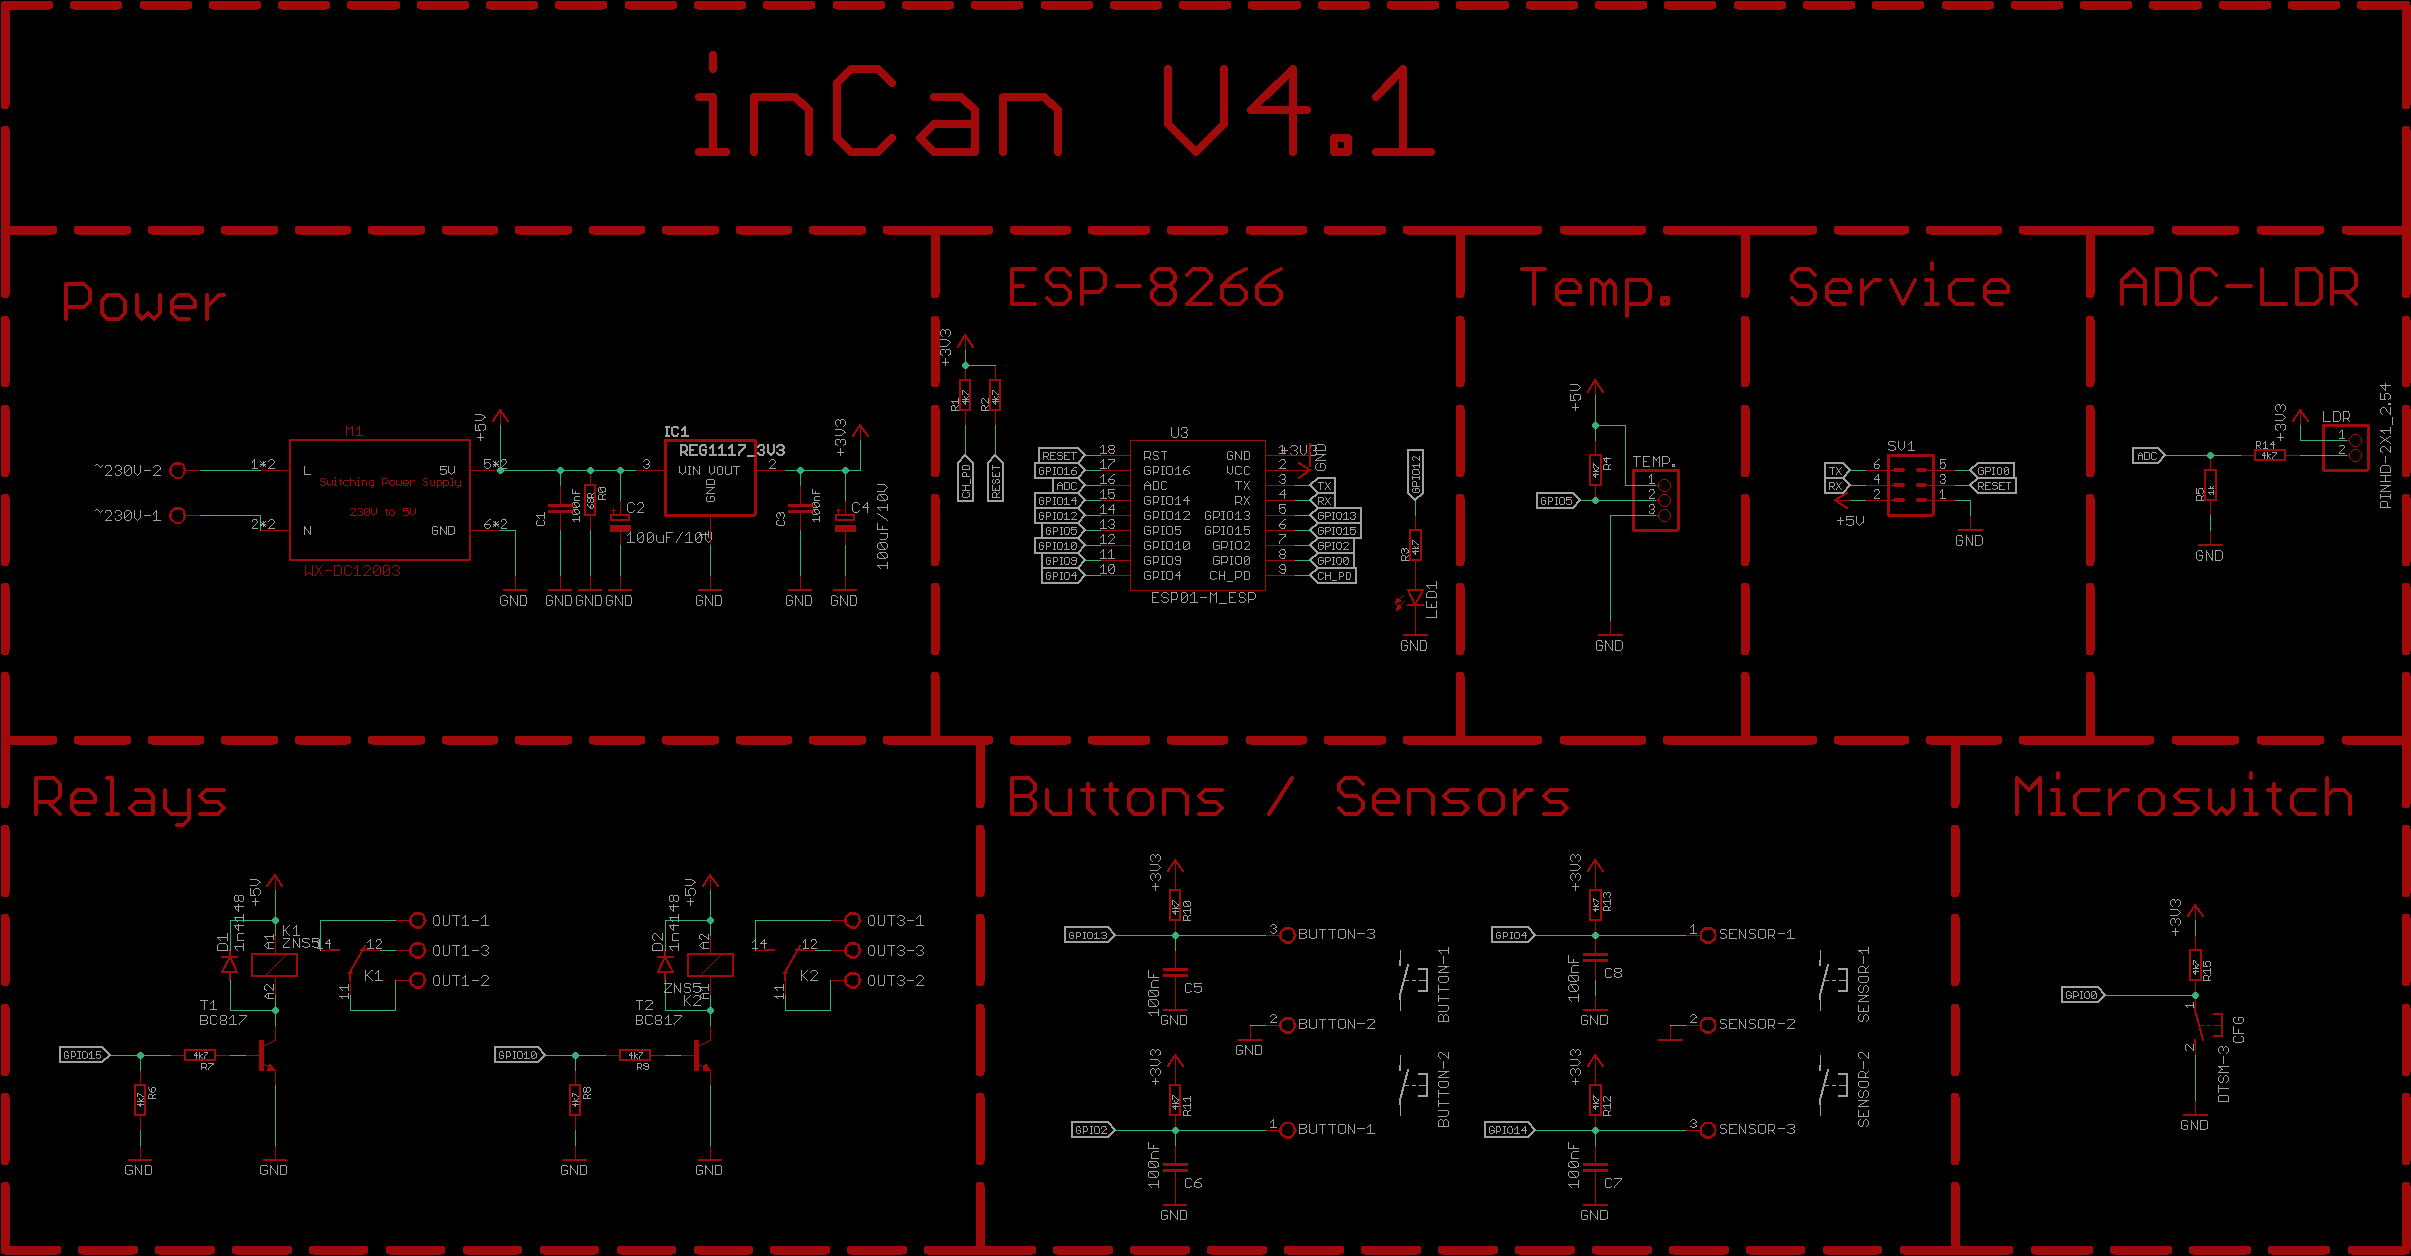 inCan V4.1
Power
M1
L
N
5V
GND
Switching Power Supply
230V to 5V
WX-DC12003
~230V-2
~230V-1
1*2
2*2
5*2
6*2
+5V
GND
C1
100nF
GND
R0
68R
GND
C2
100uF/10V
GND
IC1
REG1117_3V3
VIN VOUT
GND
3
2
1
GND
C3
100nF
GND
+3V3
C4
100uF/10V
GND
ESP-8266
+3V3
R1
4k7
R2
4k7
CH_PD
RESET
U3
RESET 18 RST
GPIO16 17 GPIO16
ADC 16 ADC
GPIO14 15 GPIO14
GPIO12 14 GPIO12
GPIO5 13 GPIO5
GPIO10 12 GPIO10
GPIO9 11 GPIO9
GPIO4 10 GPIO4
GND 1 GND
VCC 2 +3V3
TX 3 TX
RX 4 RX
GPIO13 5 GPIO13
GPIO15 6 GPIO15
GPIO2 7 GPIO2
GPIO0 8 GPIO0
CH_PD 9 CH_PD
ESP01-M_ESP
GPIO12
R3
4k7
LED1
GND
Temp.
+5V
R4
4k7
TEMP.
1
2
3
GPIO5
GND
Service
SV1
TX 6
RX 4
2
+5V
5 GPIO0
3 RESET
1
GND
ADC-LDR
ADC
R5
1k
GND
R14
4k7
+3V3
LDR
1
2
PINHD-2X1_2.54
Relays
+5V
D1
1n4148
A1
K1
ZNS5
A2
T1
BC817
GPIO15
4k7
R7
R6
4k7
GND
GND
14
12
11
K1
OUT1-1
OUT1-3
OUT1-2
+5V
D2
1n4148
A2
ZNS5
K2
A1
T2
BC817
GPIO10
4k7
R9
R8
4k7
GND
GND
14
12
11
K2
OUT3-1
OUT3-3
OUT3-2
Buttons / Sensors
+3V3
R10
4k7
GPIO13
3 BUTTON-3
100nF
C5
GND
2 BUTTON-2
GND
+3V3
R11
4k7
GPIO2
1 BUTTON-1
100nF
C6
GND
BUTTON-1
BUTTON-2
+3V3
R13
4k7
GPIO4
1 SENSOR-1
100nF
C8
GND
2 SENSOR-2
+3V3
R12
4k7
GPIO14
3 SENSOR-3
100nF
C7
GND
SENSOR-1
SENSOR-2
Microswitch
+3V3
R15
4k7
GPIO0
1
2
CFG
DTSM-3
GND